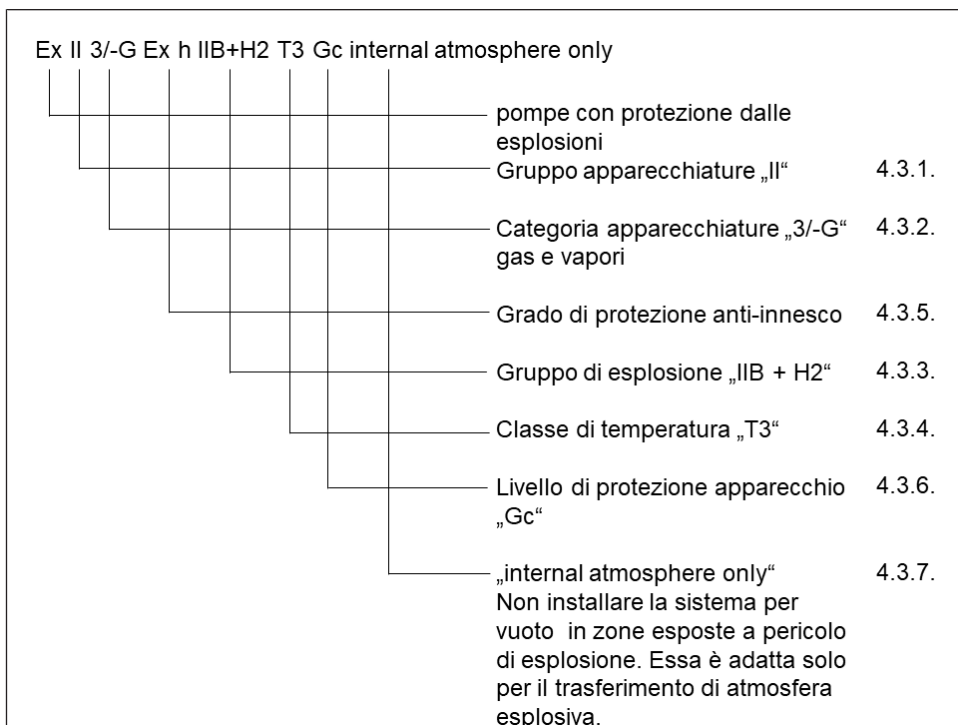 Ex II 3/-G Ex h IIB+H2 T3 Gc internal atmosphere only
pompe con protezione dalle
esplosioni
Gruppo apparecchiature „II“ 4.3.1.
Categoria apparecchiature „3/-G“ 4.3.2.
gas e vapori
Grado di protezione anti-innesco 4.3.5.
Gruppo di esplosione „IIB + H2“ 4.3.3.
Classe di temperatura „T3“ 4.3.4.
Livello di protezione apparecchio 4.3.6.
„Gc“
„internal atmosphere only“ 4.3.7.
Non installare la sistema per
vuoto in zone esposte a pericolo
di esplosione. Essa è adatta solo
per il trasferimento di atmosfera
esplosiva.